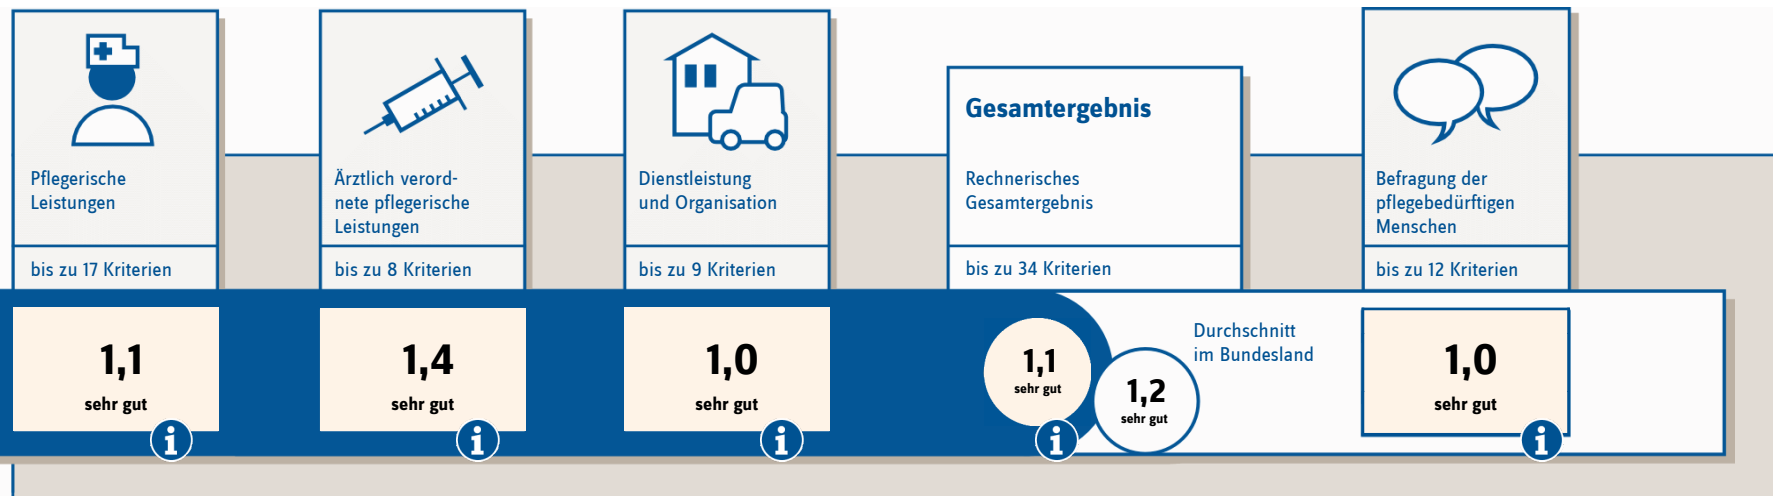 Pflegerische
Leistungen
bis zu 17 Kriterien
1,1
sehr gut
i
Ärztlich verord-
nete pflegerische
Leistungen
bis zu 8 Kriterien
1,4
sehr gut
i
Dienstleistung
und Organisation
bis zu 9 Kriterien
1,0
sehr gut
i
Gesamtergebnis
Rechnerisches
Gesamtergebnis
bis zu 34 Kriterien
1,1
sehr gut
i
1,2
sehr gut
Durchschnitt
im Bundesland
Befragung der
pflegebedürftigen
Menschen
bis zu 12 Kriterien
1,0
sehr gut
i